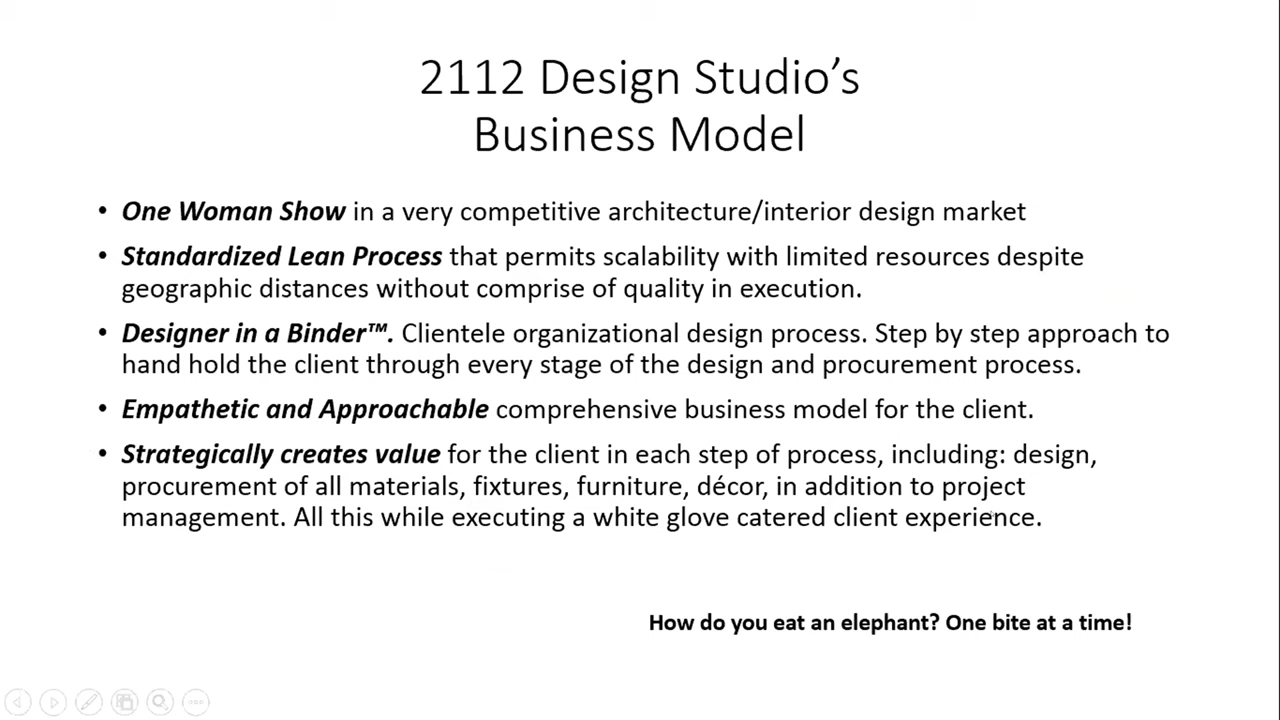 2112 Design Studio’s
Business Model
• One Woman Show in a very competitive architecture/interior design market
• Standardized Lean Process that permits scalability with limited resources despite
geographic distances without comprise of quality in execution.
• Designer in a Binder™. Clientele organizational design process. Step by step approach to
hand hold the client through every stage of the design and procurement process.
• Empathetic and Approachable comprehensive business model for the client.
• Strategically creates value for the client in each step of process, including: design,
procurement of all materials, fixtures, furniture, décor, in addition to project
management. All this while executing a white glove catered client experience.
How do you eat an elephant? One bite at a time!